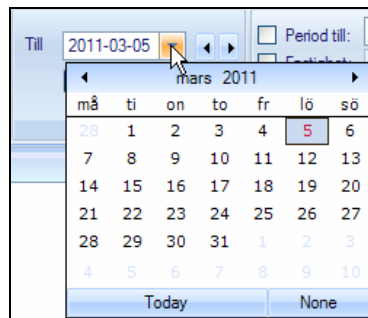 Till 2011-03-05 Period till:
mars 2011
må ti on to fr lö sö
28 1 2 3 4 5 6
7 8 9 10 11 12 13
14 15 16 17 18 19 20
21 22 23 24 25 26 27
28 29 30 31 1 2 3
4 5 6 7 8 9 10
Today None